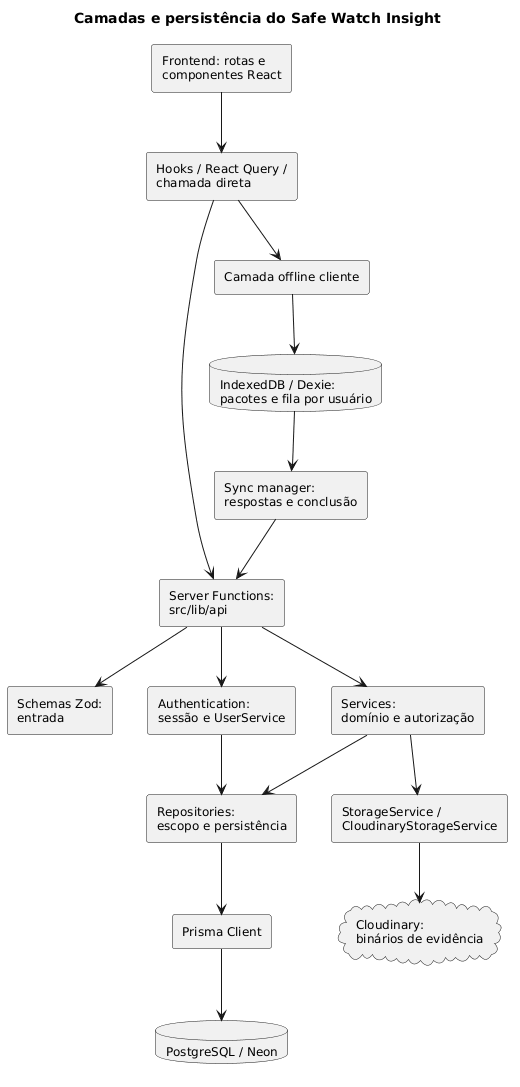 Camadas e persistência do Safe Watch Insight
Frontend: rotas e
componentes React
Hooks / React Query /
chamada direta
Camada offline cliente
IndexedDB / Dexie:
pacotes e fila por usuário
Sync manager:
respostas e conclusão
Server Functions:
src/lib/api
Schemas Zod:
entrada
Authentication:
sessão e UserService
Services:
domínio e autorização
Repositories:
escopo e persistência
StorageService /
CloudinaryStorageService
Prisma Client
Cloudinary:
binários de evidência
PostgreSQL / Neon